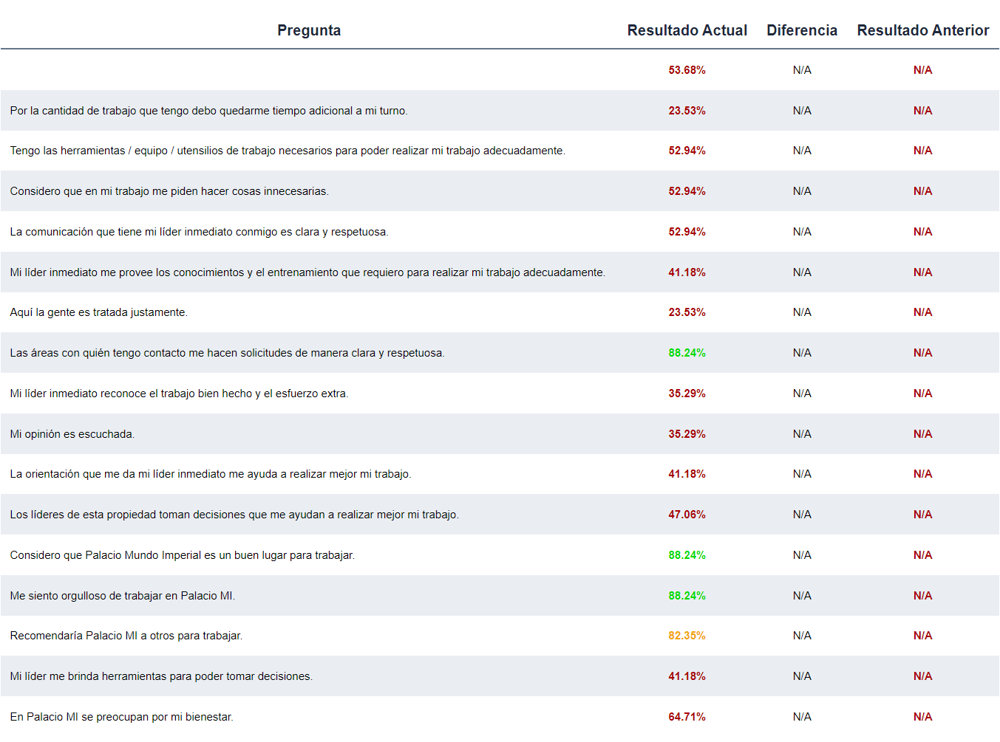 Pregunta Resultado Actual Diferencia Resultado Anterior
53.68% N/A N/A
Por la cantidad de trabajo que tengo debo quedarme tiempo adicional a mi turno. 23.53% N/A N/A
Tengo las herramientas / equipo / utensilios de trabajo necesarios para poder realizar mi trabajo adecuadamente. 52.94% N/A N/A
Considero que en mi trabajo me piden hacer cosas innecesarias. 52.94% N/A N/A
La comunicación que tiene mi líder inmediato conmigo es clara y respetuosa. 52.94% N/A N/A
Mi líder inmediato me provee los conocimientos y el entrenamiento que requiero para realizar mi trabajo adecuadamente. 41.18% N/A N/A
Aquí la gente es tratada justamente. 23.53% N/A N/A
Las áreas con quién tengo contacto me hacen solicitudes de manera clara y respetuosa. 88.24% N/A N/A
Mi líder inmediato reconoce el trabajo bien hecho y el esfuerzo extra. 35.29% N/A N/A
Mi opinión es escuchada. 35.29% N/A N/A
La orientación que me da mi líder inmediato me ayuda a realizar mejor mi trabajo. 41.18% N/A N/A
Los líderes de esta propiedad toman decisiones que me ayudan a realizar mejor mi trabajo. 47.06% N/A N/A
Considero que Palacio Mundo Imperial es un buen lugar para trabajar. 88.24% N/A N/A
Me siento orgulloso de trabajar en Palacio MI. 88.24% N/A N/A
Recomendaría Palacio MI a otros para trabajar. 82.35% N/A N/A
Mi líder me brinda herramientas para poder tomar decisiones. 41.18% N/A N/A
En Palacio MI se preocupan por mi bienestar. 64.71% N/A N/A